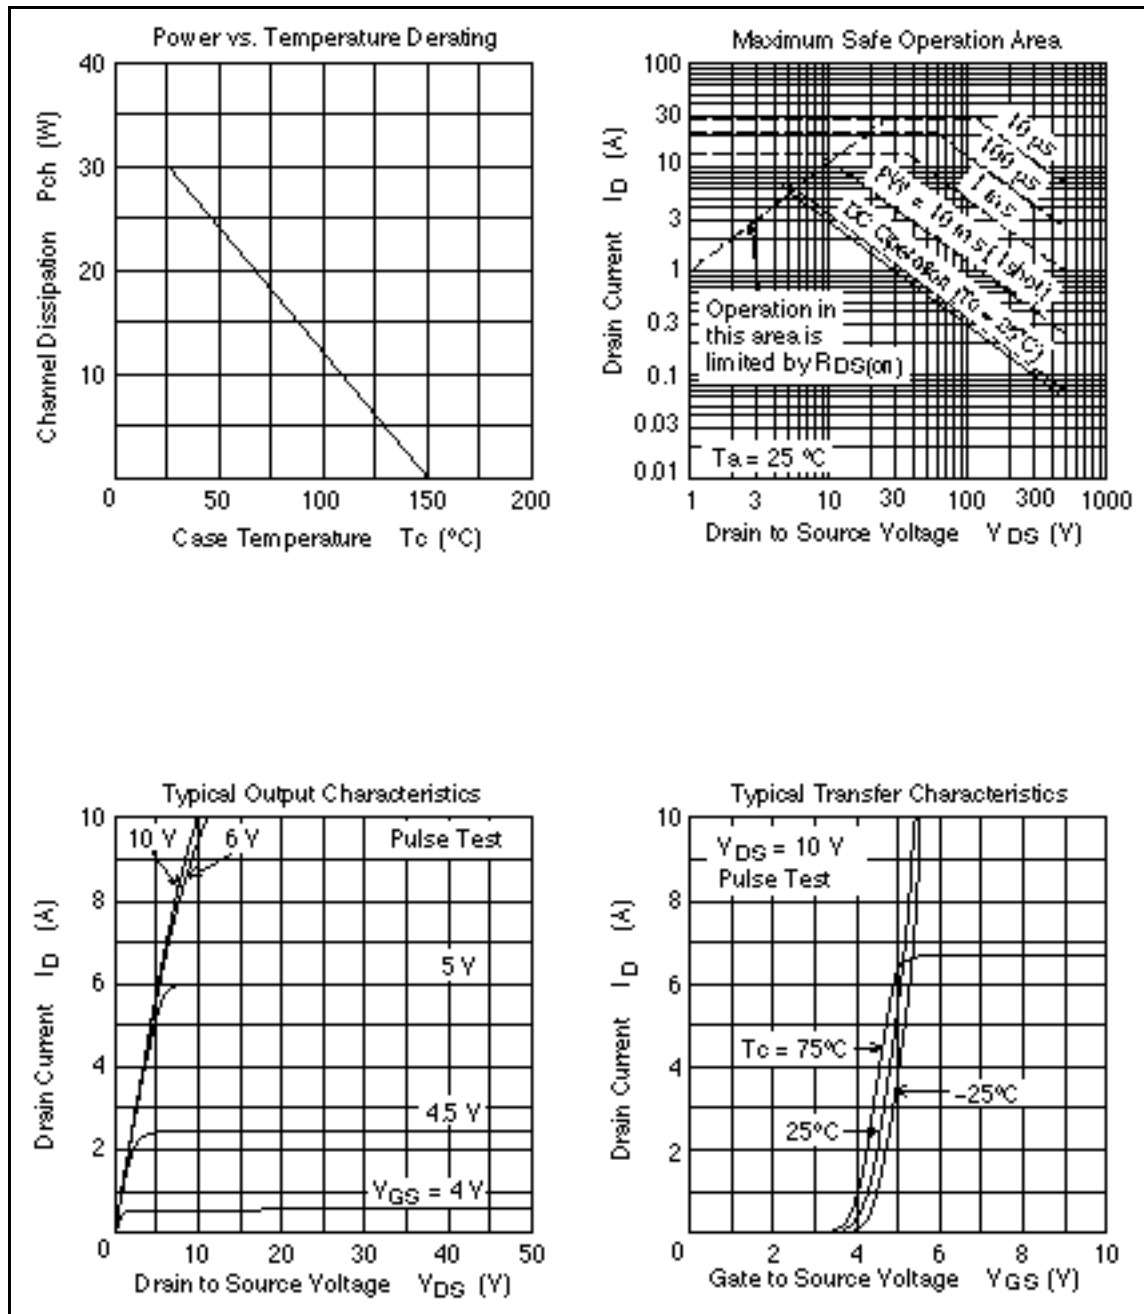 Power vs. Temperature Derating
40
30
20
10
0
50
100
150
200
Channel Dissipation Pch (W)
Case Temperature Tc (°C)
Maximum Safe Operation Area
100
30
10
3
1
0.3
0.1
0.03
0.01
1
3
10
30
100
300
1000
Drain Current ID (A)
Drain to Source Voltage VDS (V)
10 µs
100 µs
1 ms
PW = 10 ms (1shot)
DC Operation (Tc = 25°C)
Operation in
this area is
limited by RDS(on)
Ta = 25 °C
Typical Output Characteristics
10
8
6
4
2
0
10
20
30
40
50
Drain Current ID (A)
Drain to Source Voltage VDS (V)
10 V
6 V
Pulse Test
5 V
4.5 V
VGS = 4 V
Typical Transfer Characteristics
10
8
6
4
2
0
2
4
6
8
10
Drain Current ID (A)
Gate to Source Voltage VGS (V)
VDS = 10 V
Pulse Test
Tc = 75°C
25°C
–25°C